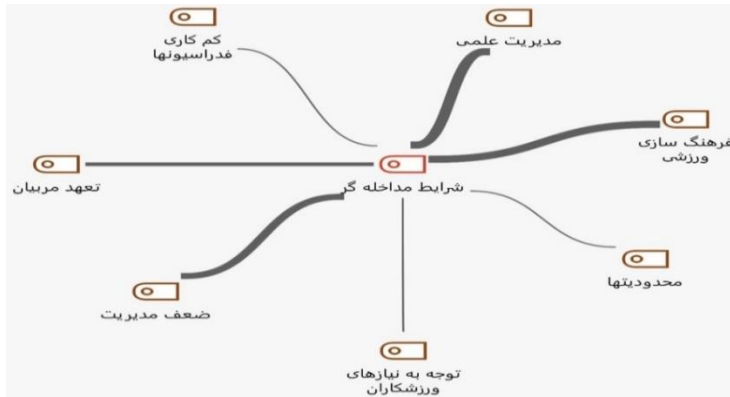 کم کاری
فدراسیونها
مدیریت علمی
فرهنگ سازی
ورزشی
تعهد مربیان
شرایط مداخله گر
محدودیتها
ضعف مدیریت
توجه به نیازهای
ورزشکاران